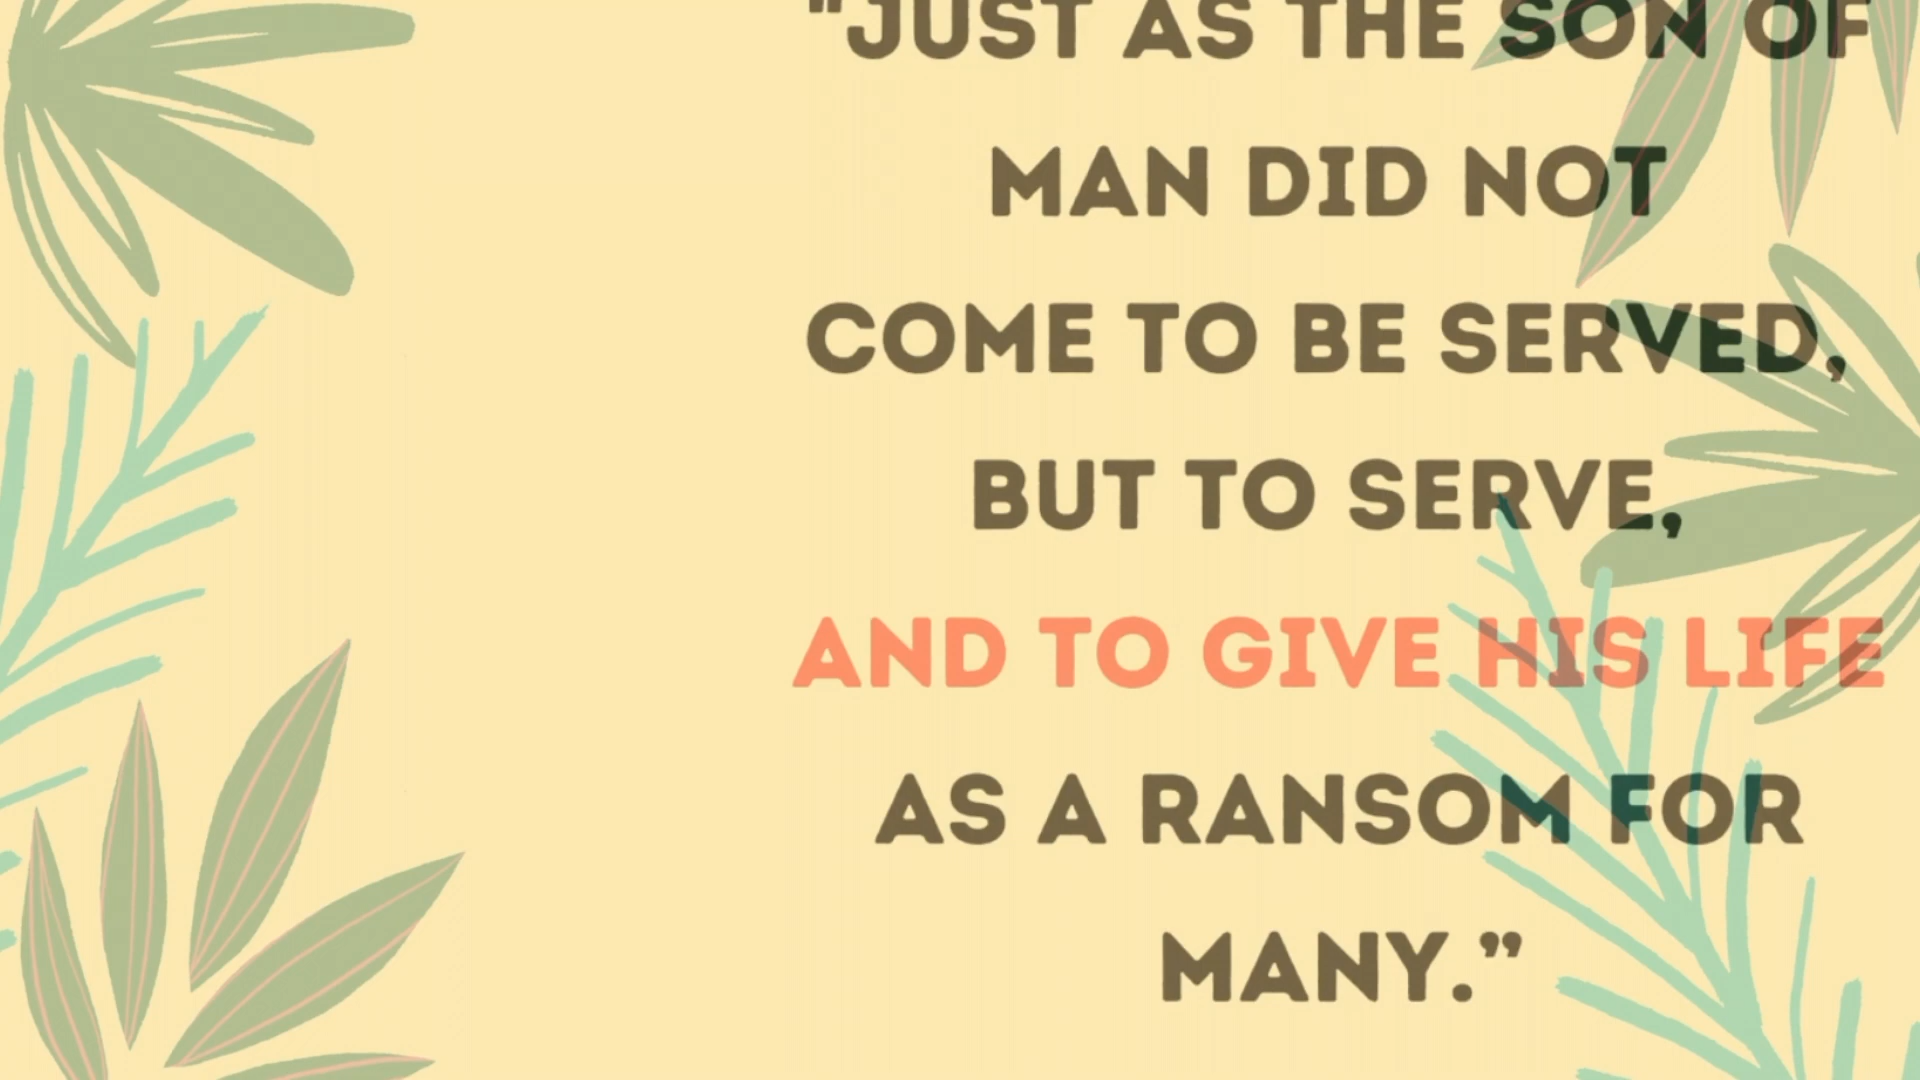 "JUST AS THE SON OF
MAN DID NOT
COME TO BE SERVED,
BUT TO SERVE,
AND TO GIVE HIS LIFE
AS A RANSOM FOR
MANY.”